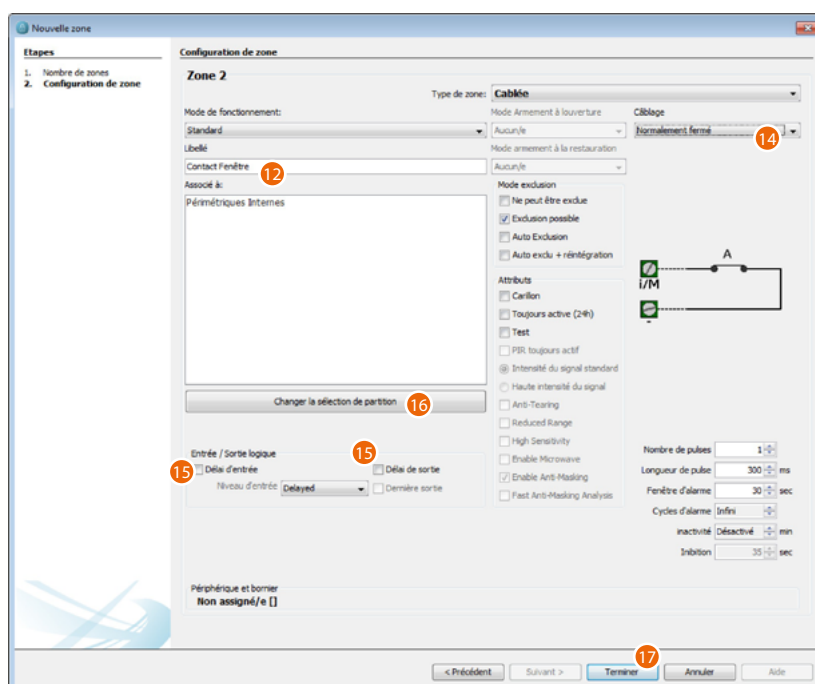 Nouvelle zone
Etapes
1. Nombre de zones
2. Configuration de zone
Configuration de zone
Zone 2
Type de zone: Cablée
Mode de fonctionnement:
Standard
Mode Armement à louverture
Aucun/e
Câblage
Normalement fermé
14
Libellé
Contact Fenêtre
12
Mode armement à la restauration
Aucun/e
Associé à:
Périmétriques Internes
Mode exclusion
Ne peut être exclue
Exclusion possible
Auto Exclusion
Auto exclu + réintégration
A
i/M
-
Attributs
Carillon
Toujours active (24h)
Test
PIR toujours actif
Intensité du signal standard
Haute intensité du signal
Anti-Tearing
Reduced Range
High Sensitivity
Enable Microwave
Enable Anti-Masking
Fast Anti-Masking Analysis
Changer la sélection de partition
16
Entrée / Sortie logique
15
15
Délai d'entrée
Délai de sortie
Niveau d'entrée Delayed
Dernière sortie
Nombre de pulses 1
Longueur de pulse 300 ms
Fenêtre d'alarme 30 sec
Cycles d'alarme Infini
inactivité Désactivé min
Inibition 35 sec
Périphérique et bornier
Non assigné/e []
17
< Précédent
Suivant >
Terminer
Annuler
Aide